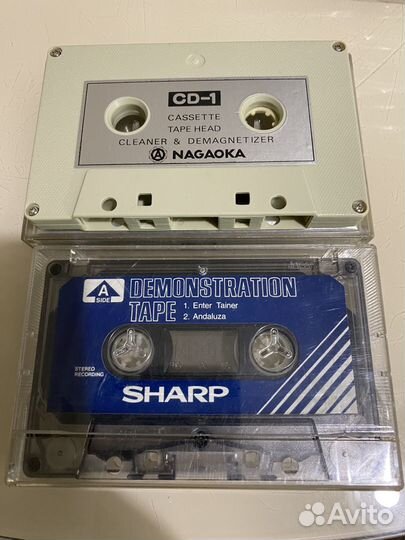 CD-1
CASSETTE
TAPE HEAD
CLEANER & DEMAGNETIZER
NAGAOKA
A
SIDE
DEMONSTRATION
TAPE
1. Enter Tainer
2. Andaluza
STEREO
RECORDING
SHARP
Avito